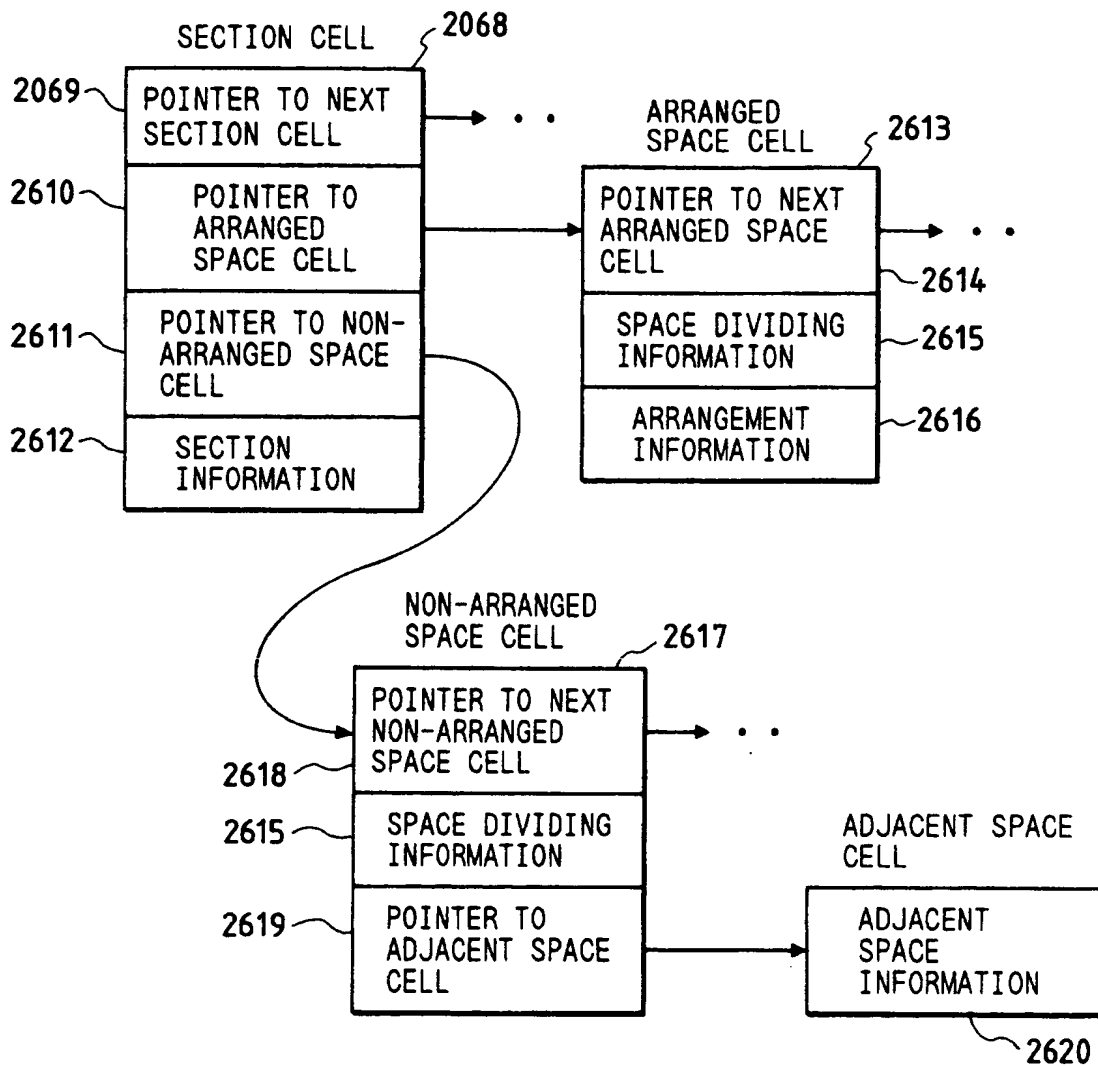 SECTION CELL
2068
2069
POINTER TO NEXT
SECTION CELL
ARRANGED
SPACE CELL
2613
2610
POINTER TO
ARRANGED
SPACE CELL
POINTER TO NEXT
ARRANGED SPACE
CELL
2614
2611
POINTER TO NON-
ARRANGED SPACE
CELL
SPACE DIVIDING
INFORMATION
2615
2612
SECTION
INFORMATION
ARRANGEMENT
INFORMATION
2616
NON-ARRANGED
SPACE CELL
2617
POINTER TO NEXT
NON-ARRANGED
SPACE CELL
2618
2615
SPACE DIVIDING
INFORMATION
ADJACENT SPACE
CELL
2619
POINTER TO
ADJACENT SPACE
CELL
ADJACENT
SPACE
INFORMATION
2620